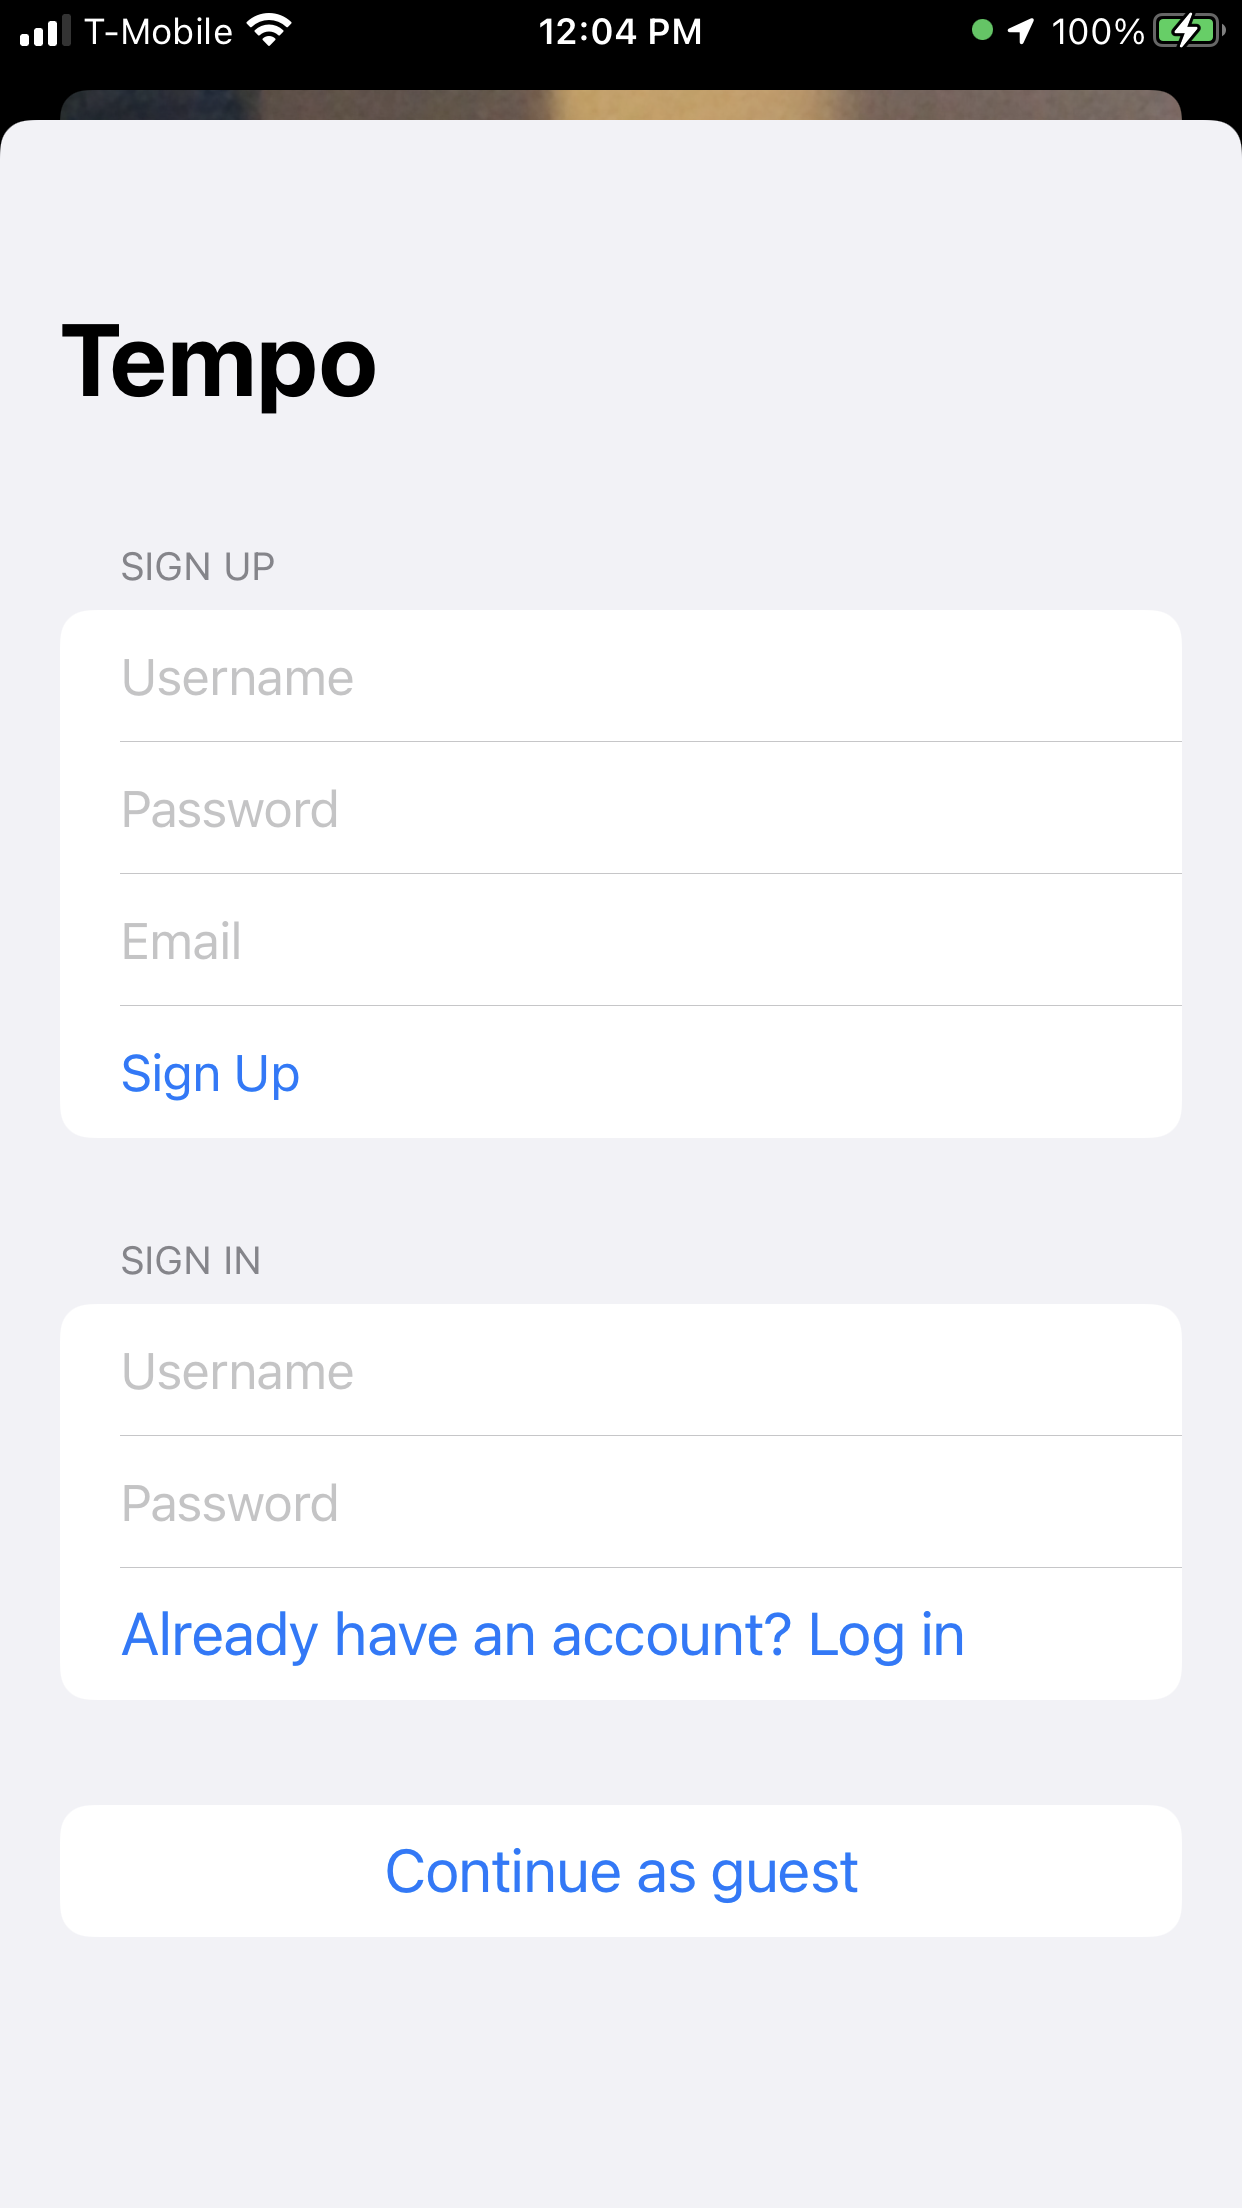 T-Mobile 12:04 PM 100%
Tempo
SIGN UP
Username
Password
Email
Sign Up
SIGN IN
Username
Password
Already have an account? Log in
Continue as guest